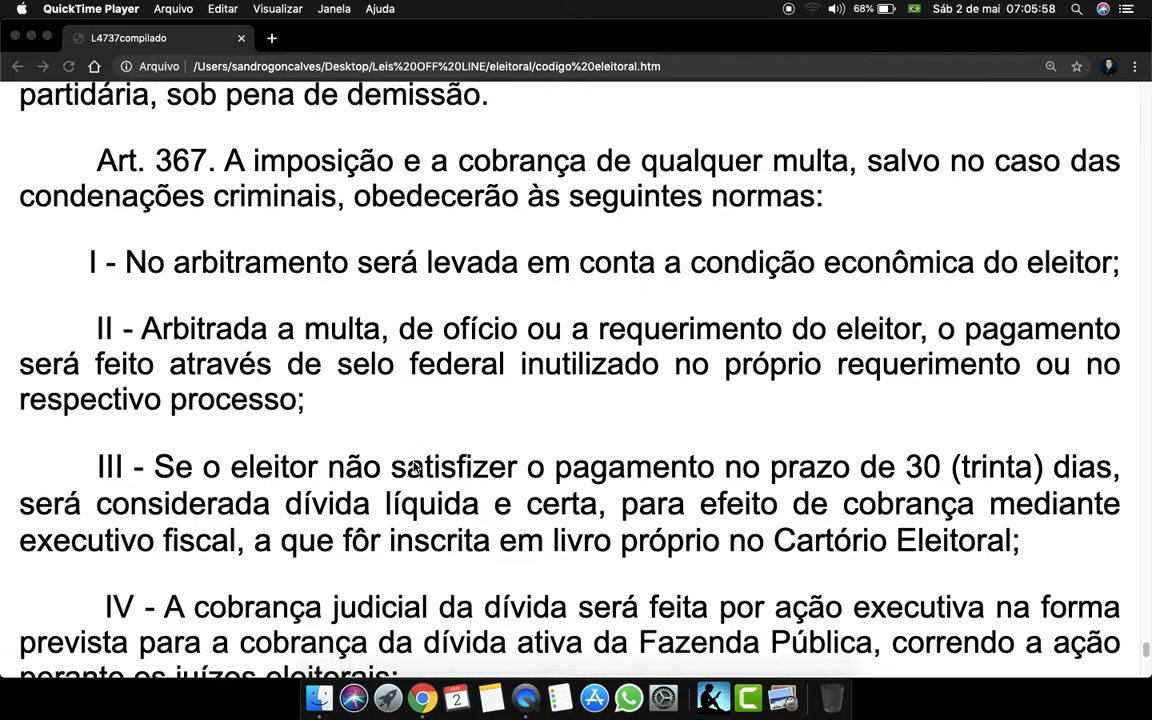 QuickTime Player Arquivo Editar Visualizar Janela Ajuda 68% Sáb 2 de mai 07:05:58
L4737compilado
Arquivo /Users/sandrogoncalves/Desktop/Leis%20OFF%20LINE/eleitoral/codigo%20eleitoral.htm
partidária, sob pena de demissão.
Art. 367. A imposição e a cobrança de qualquer multa, salvo no caso das
condenações criminais, obedecerão às seguintes normas:
I - No arbitramento será levada em conta a condição econômica do eleitor;
II - Arbitrada a multa, de ofício ou a requerimento do eleitor, o pagamento
será feito através de selo federal inutilizado no próprio requerimento ou no
respectivo processo;
III - Se o eleitor não satisfizer o pagamento no prazo de 30 (trinta) dias,
será considerada dívida líquida e certa, para efeito de cobrança mediante
executivo fiscal, a que fôr inscrita em livro próprio no Cartório Eleitoral;
IV - A cobrança judicial da dívida será feita por ação executiva na forma
prevista para a cobrança da dívida ativa da Fazenda Pública, correndo a ação
perante os juízos eleitorais;
MAI
2